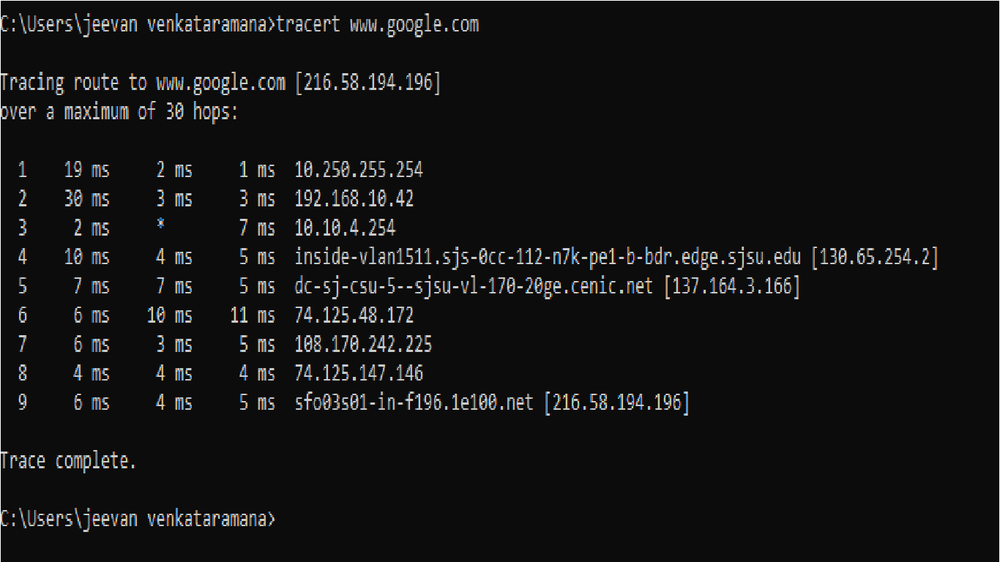 C:\Users\jeevan venkataramana>tracert www.google.com
Tracing route to www.google.com [216.58.194.196]
over a maximum of 30 hops:
1 19 ms 2 ms 1 ms 10.250.255.254
2 30 ms 3 ms 3 ms 192.168.10.42
3 2 ms * 7 ms 10.10.4.254
4 10 ms 4 ms 5 ms inside-vlan1511.sjs-0cc-112-n7k-pe1-b-bdr.edge.sjsu.edu [130.65.254.2]
5 7 ms 7 ms 5 ms dc-sj-csu-5--sjsu-vl-170-20ge.cenic.net [137.164.3.166]
6 6 ms 10 ms 11 ms 74.125.48.172
7 6 ms 3 ms 5 ms 108.170.242.225
8 4 ms 4 ms 4 ms 74.125.147.146
9 6 ms 4 ms 5 ms sfo03s01-in-f196.1e100.net [216.58.194.196]
Trace complete.
C:\Users\jeevan venkataramana>